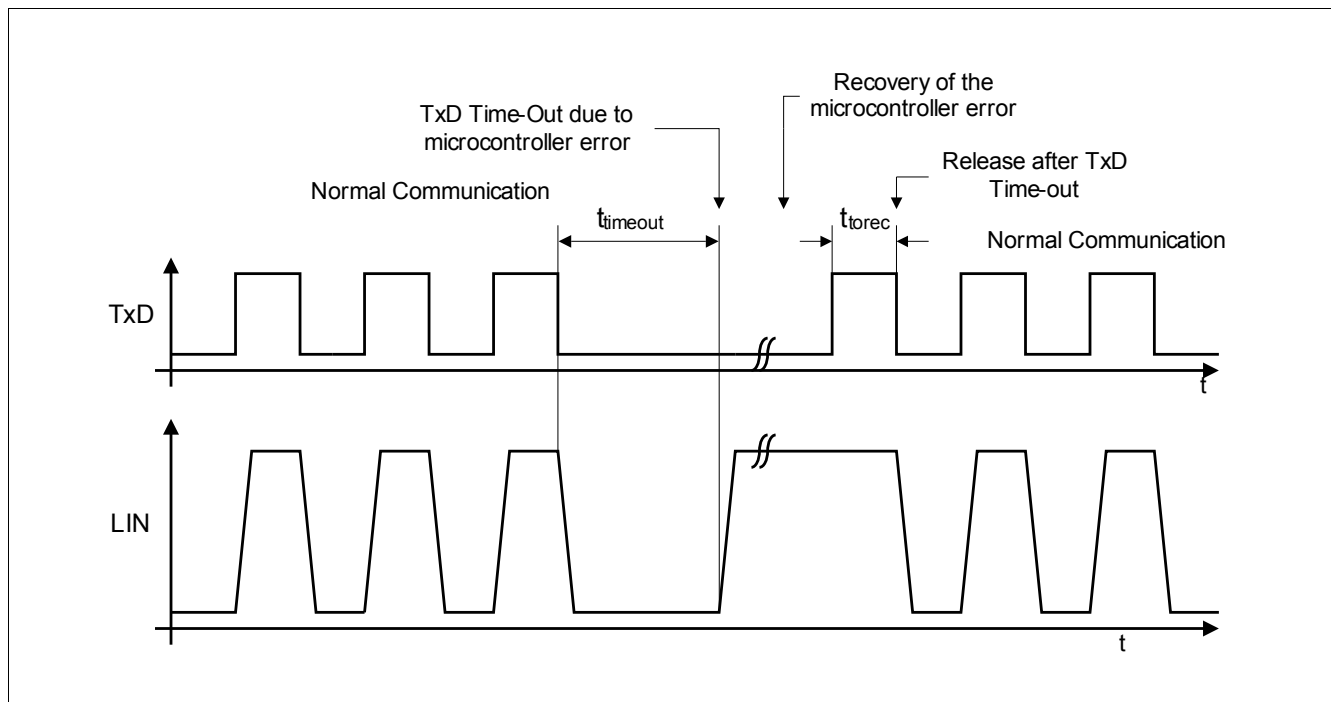 Recovery of the
microcontroller error
TxD Time-Out due to
microcontroller error
Release after TxD
Time-out
Normal Communication
ttimeout
ttorec
Normal Communication
TxD
t
LIN
t